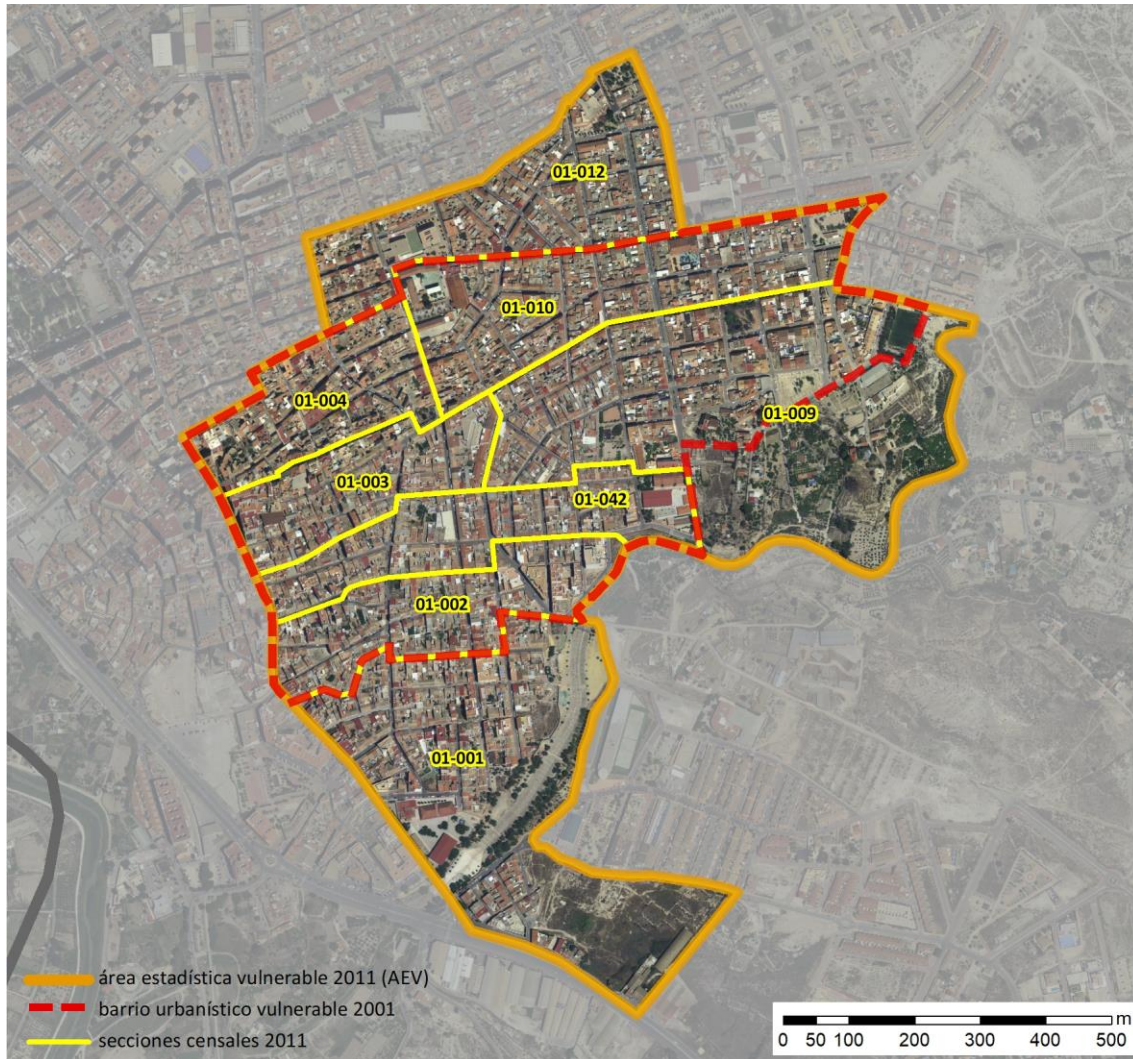 01-012
01-010
01-004
01-009
01-003
01-042
01-002
01-001
área estadística vulnerable 2011 (AEV)
barrio urbanístico vulnerable 2001
secciones censales 2011
m
0 50 100 200 300 400 500